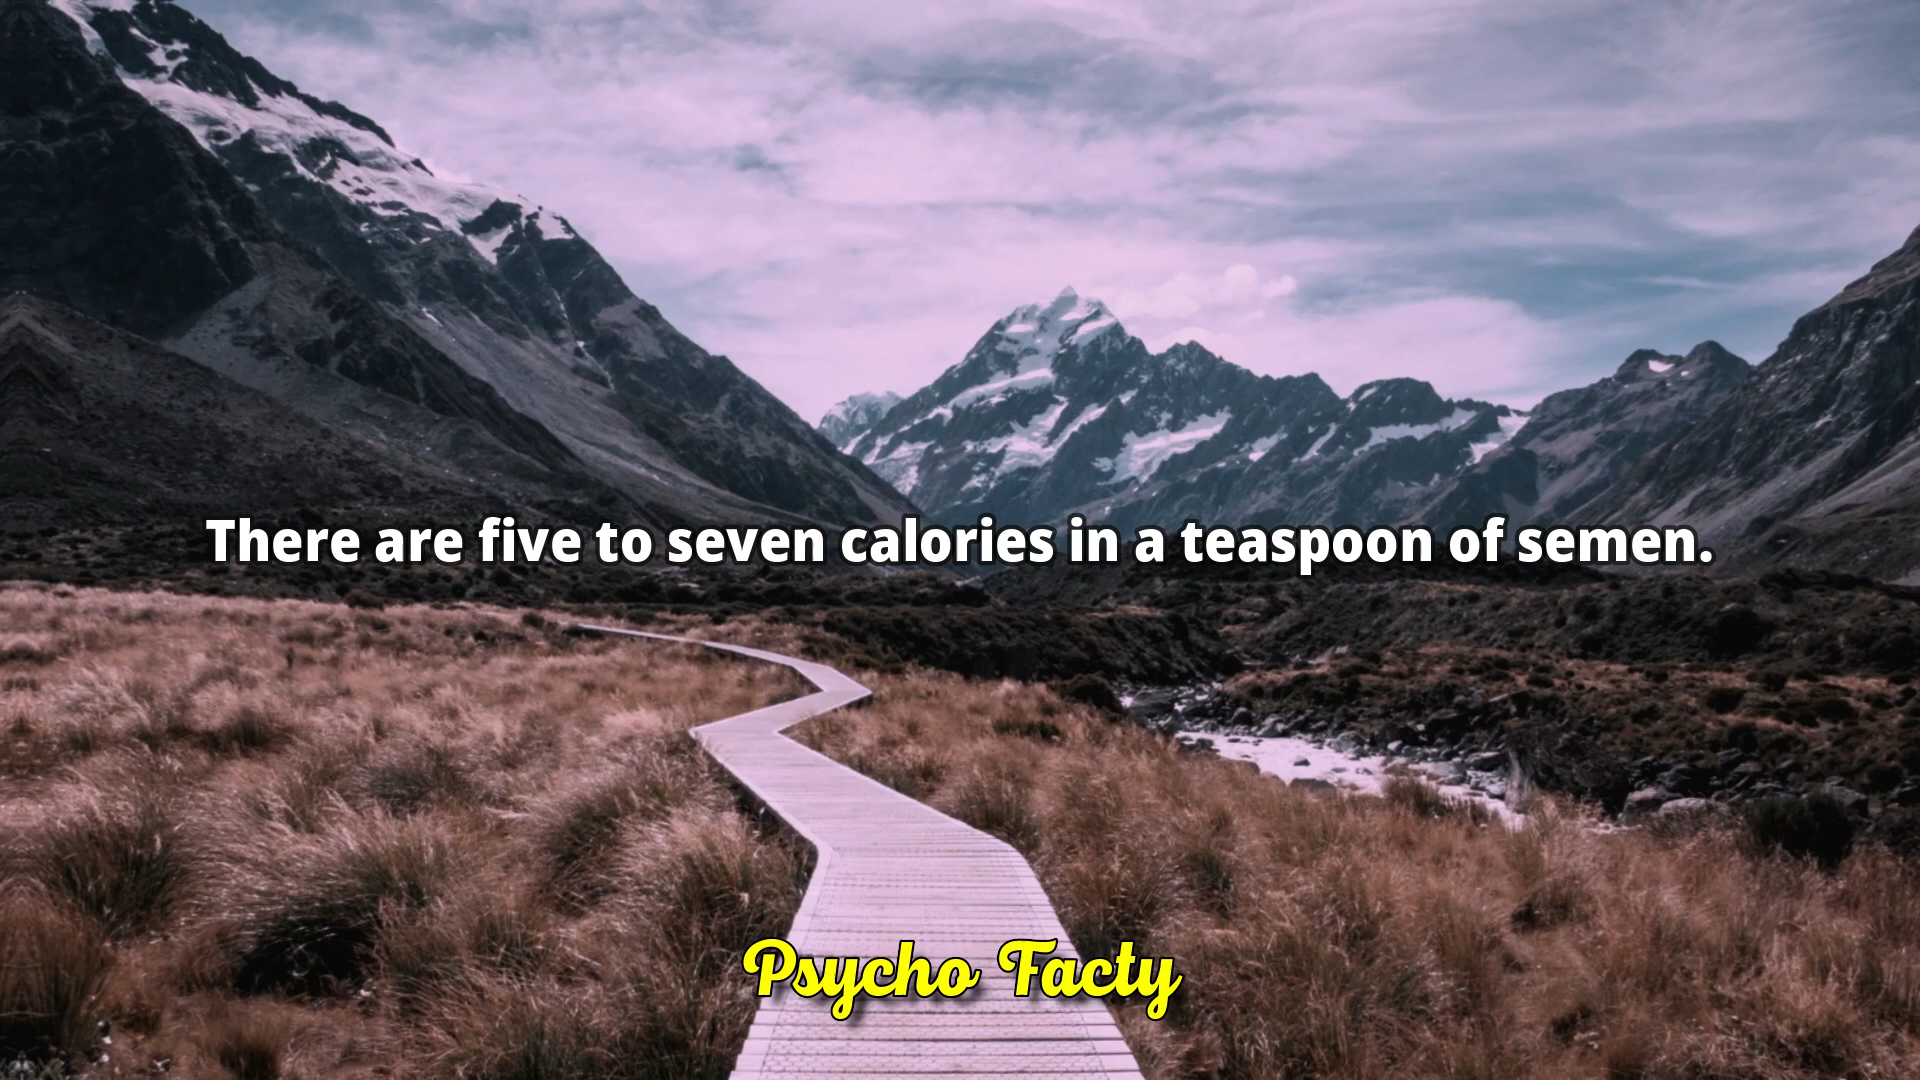 There are five to seven calories in a teaspoon of semen.
Psycho Facty